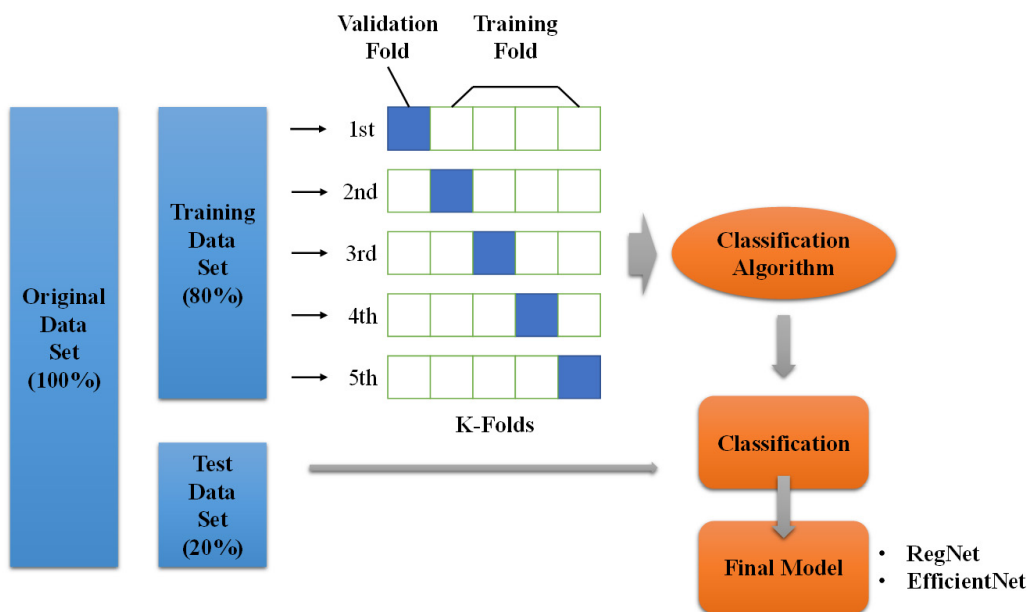 Validation
Fold
Training
Fold
Original
Data
Set
(100%)
Training
Data
Set
(80%)
1st
2nd
3rd
4th
5th
K-Folds
Classification
Algorithm
Test
Data
Set
(20%)
Classification
Final Model
• RegNet
• EfficientNet